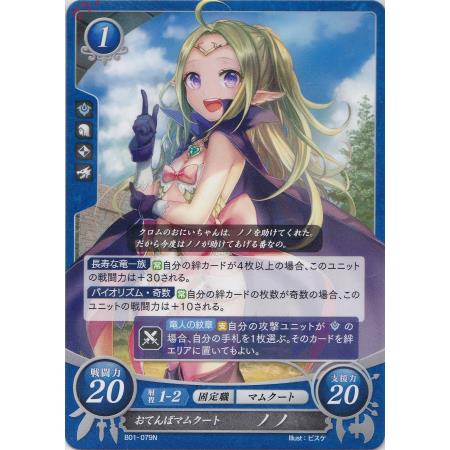 1
クロムのおにいちゃんは、ノノを助けてくれた。
だから今度はノノが助けてあげる番なの。
長寿な竜一族 常 自分の絆カードが4枚以上の場合、このユニット
の戦闘力は+30される。
バイオリズム・奇数 常 自分の絆カードの枚数が奇数の場合、この
ユニットの戦闘力は+10される。
竜人の紋章 支 自分の攻撃ユニットが の
場合、自分の手札を1枚選ぶ。そのカードを絆
エリアに置いてもよい。
戦闘力 20
射程 1-2 固定職 マムクート
支援力 20
おてんばマムクート ノノ
B01-079N
Illust:ビスケ